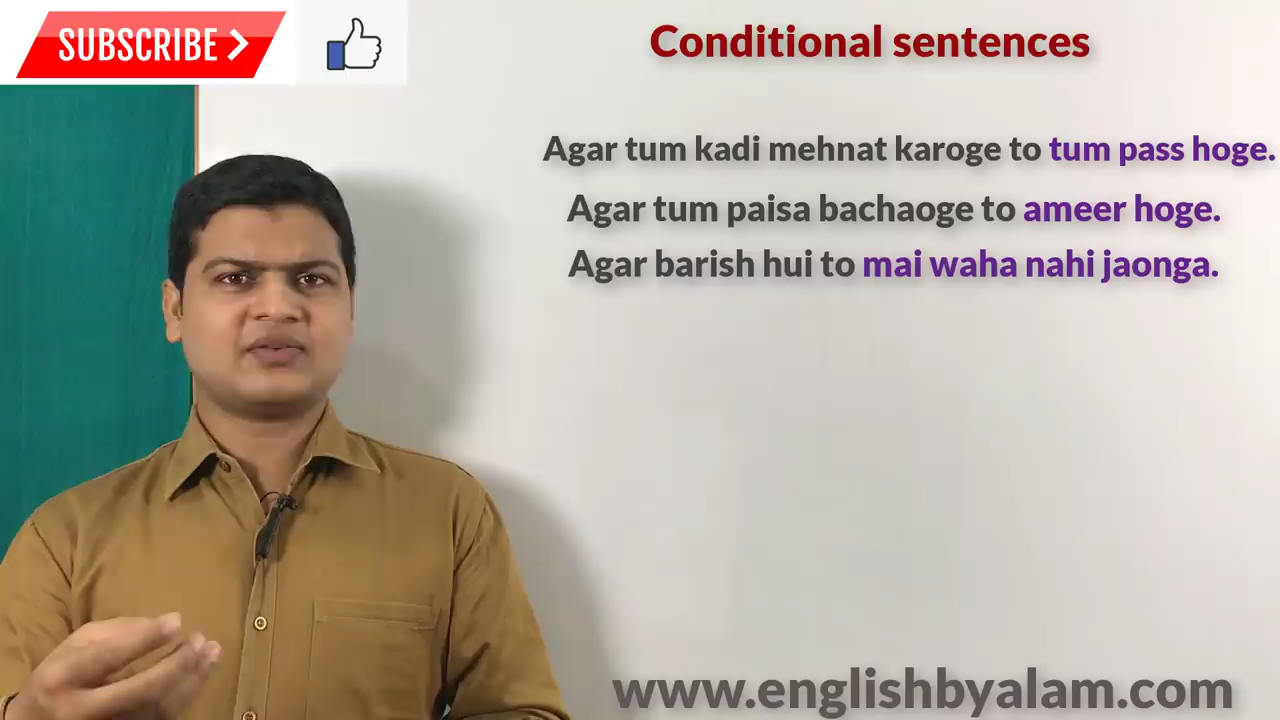 SUBSCRIBE
Conditional sentences
Agar tum kadi mehnat karoge to tum pass hoge.
Agar tum paisa bachaoge to ameer hoge.
Agar barish hui to mai waha nahi jaonga.
www.englishbyalam.com